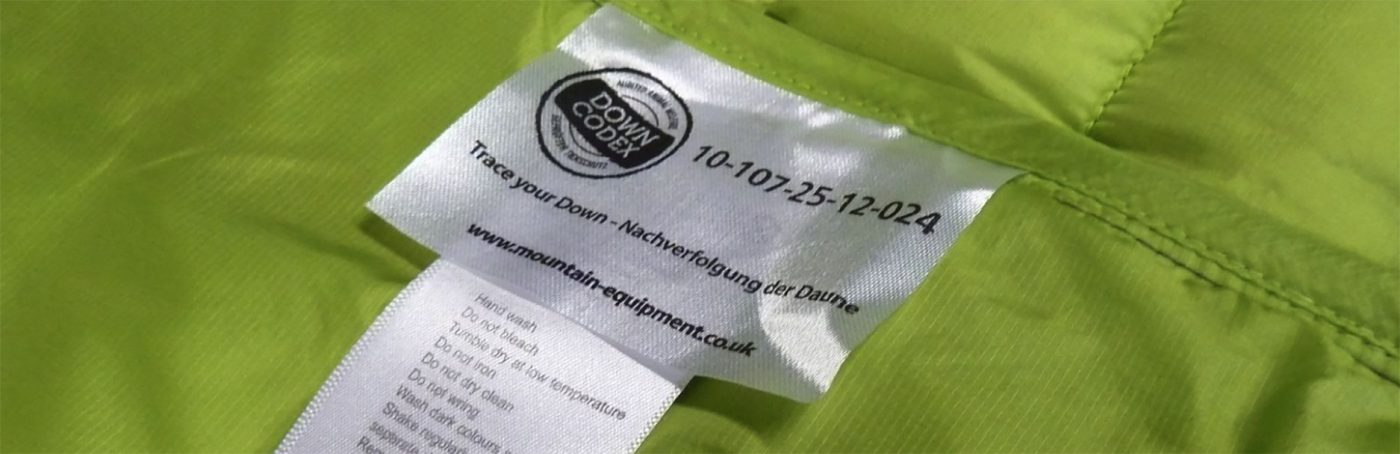 DOWN
CODEX
10-107-25-12-024
Trace your Down - Nachverfolgung der Daune
www.mountain-equipment.co.uk
Hand wash
Do not bleach
Tumble dry at low temperature
Do not iron
Do not dry clean
Do not wring
Wash dark colours
Shake
separate